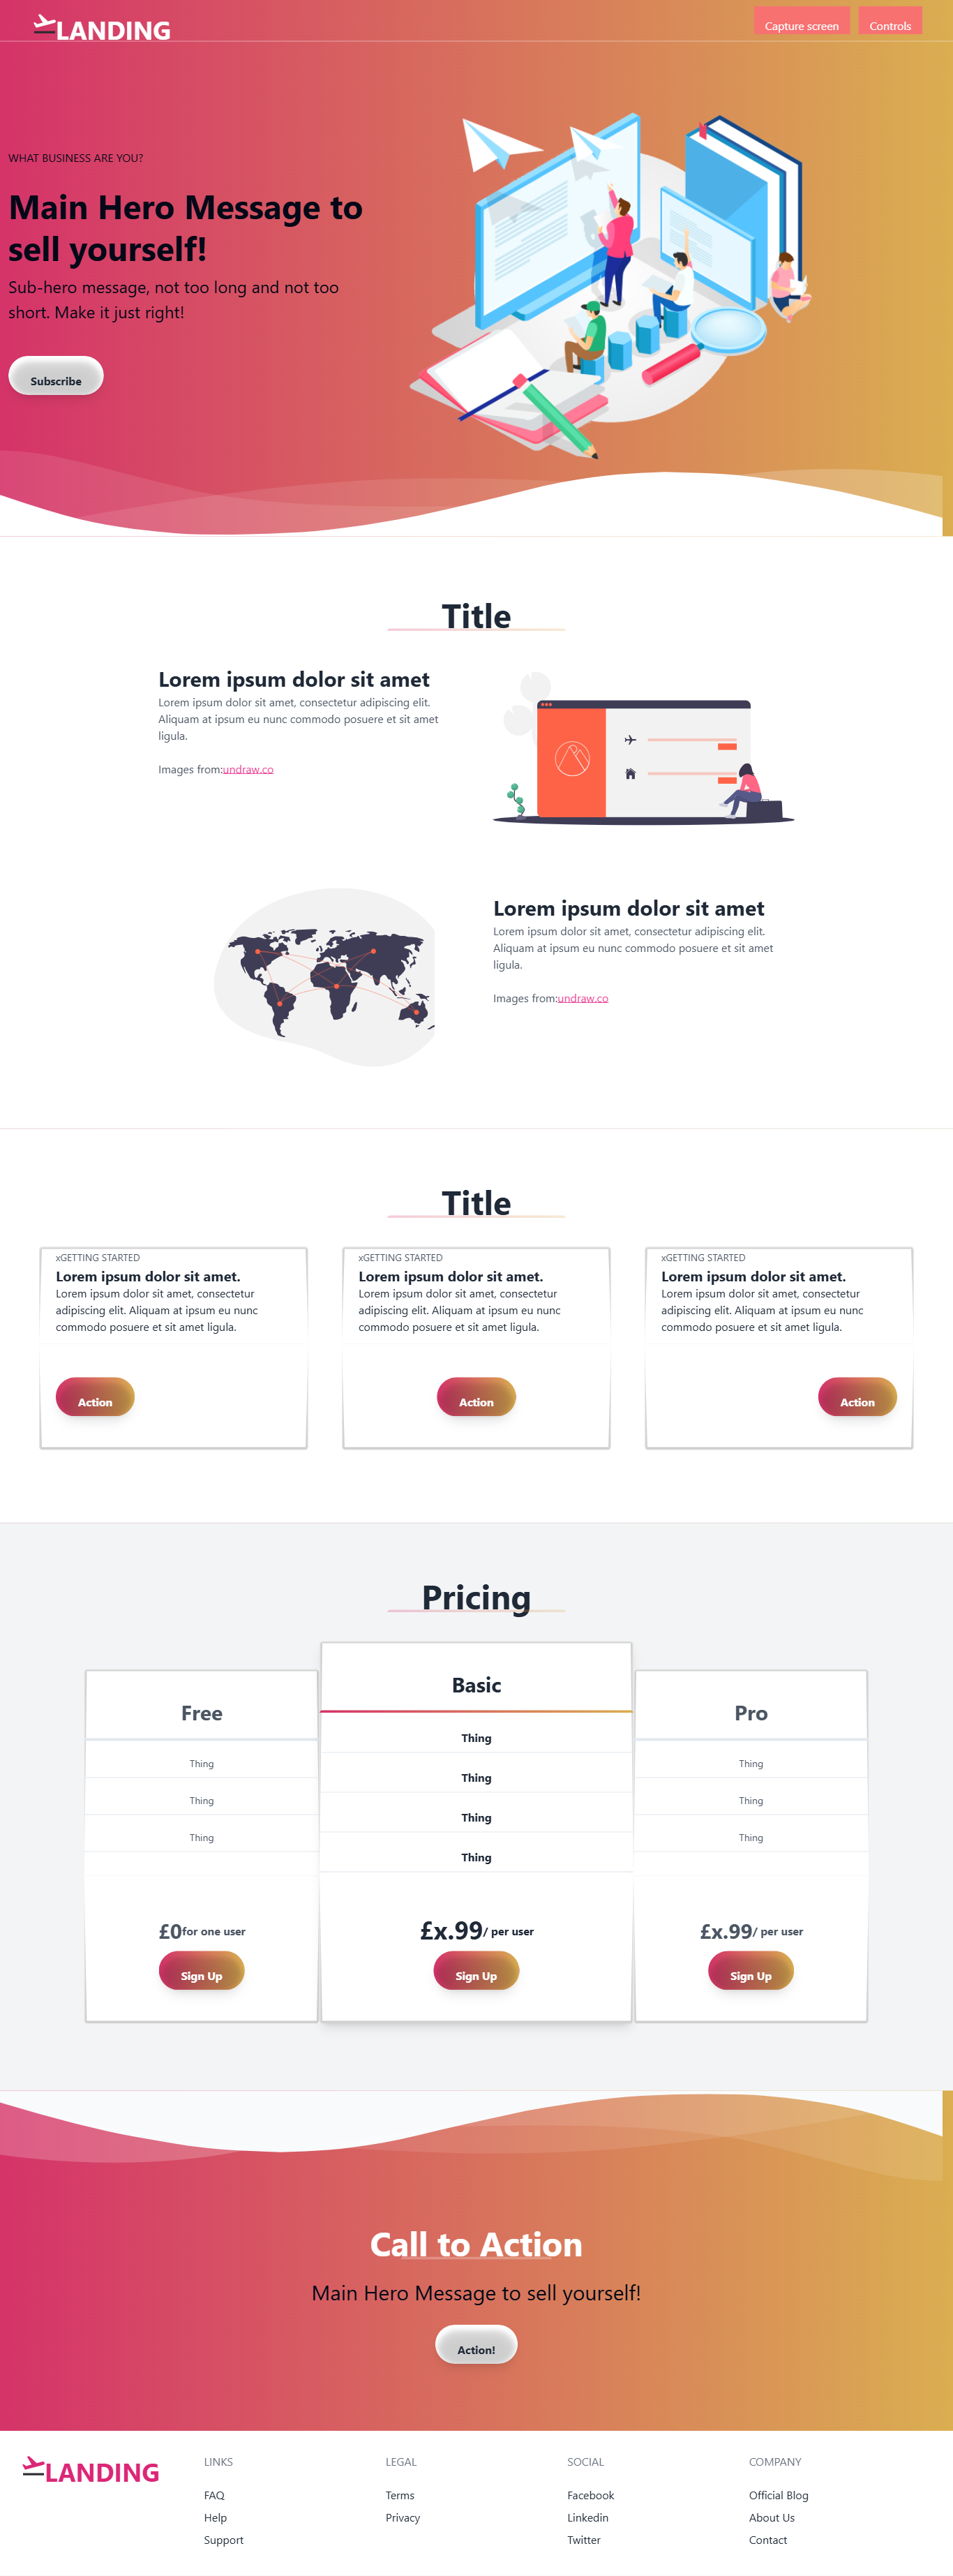 LANDING
Capture screen
Controls
WHAT BUSINESS ARE YOU?
Main Hero Message to
sell yourself!
Sub-hero message, not too long and not too
short. Make it just right!
Subscribe
Title
Lorem ipsum dolor sit amet
Lorem ipsum dolor sit amet, consectetur adipiscing elit.
Aliquam at ipsum eu nunc commodo posuere et sit amet
ligula.
Images from:undraw.co
Lorem ipsum dolor sit amet
Lorem ipsum dolor sit amet, consectetur adipiscing elit.
Aliquam at ipsum eu nunc commodo posuere et sit amet
ligula.
Images from:undraw.co
Title
xGETTING STARTED
Lorem ipsum dolor sit amet.
Lorem ipsum dolor sit amet, consectetur
adipiscing elit. Aliquam at ipsum eu nunc
commodo posuere et sit amet ligula.
Action
xGETTING STARTED
Lorem ipsum dolor sit amet.
Lorem ipsum dolor sit amet, consectetur
adipiscing elit. Aliquam at ipsum eu nunc
commodo posuere et sit amet ligula.
Action
xGETTING STARTED
Lorem ipsum dolor sit amet.
Lorem ipsum dolor sit amet, consectetur
adipiscing elit. Aliquam at ipsum eu nunc
commodo posuere et sit amet ligula.
Action
Pricing
Free
Thing
Thing
Thing
£0for one user
Sign Up
Basic
Thing
Thing
Thing
Thing
£x.99/ per user
Sign Up
Pro
Thing
Thing
Thing
£x.99/ per user
Sign Up
Call to Action
Main Hero Message to sell yourself!
Action!
LANDING
LINKS
FAQ
Help
Support
LEGAL
Terms
Privacy
SOCIAL
Facebook
Linkedin
Twitter
COMPANY
Official Blog
About Us
Contact